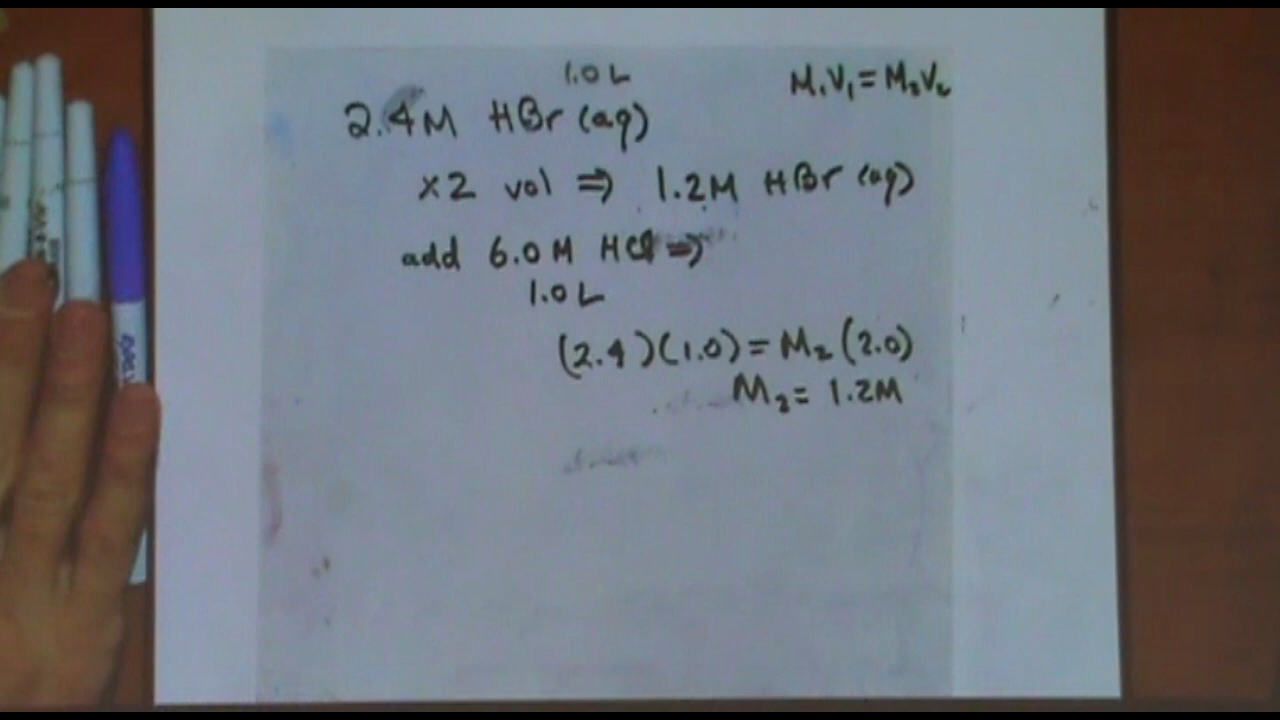 1.0 L
M₁V₁ = M₂V₂
2.4M HBr (aq)
x2 vol ⇒ 1.2M HBr (aq)
add 6.0 M HCl ⇒
1.0 L
(2.4)(1.0) = M₂ (2.0)
M₂ = 1.2M